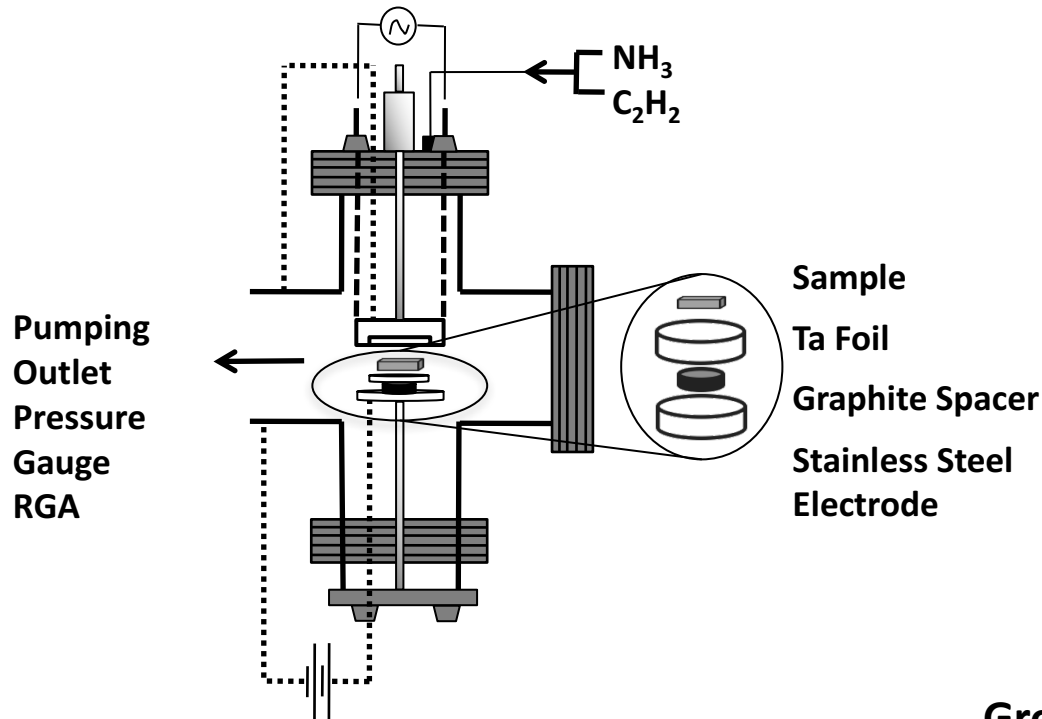 NH₃
C₂H₂
Sample
Ta Foil
Graphite Spacer
Stainless Steel
Electrode
Pumping
Outlet
Pressure
Gauge
RGA